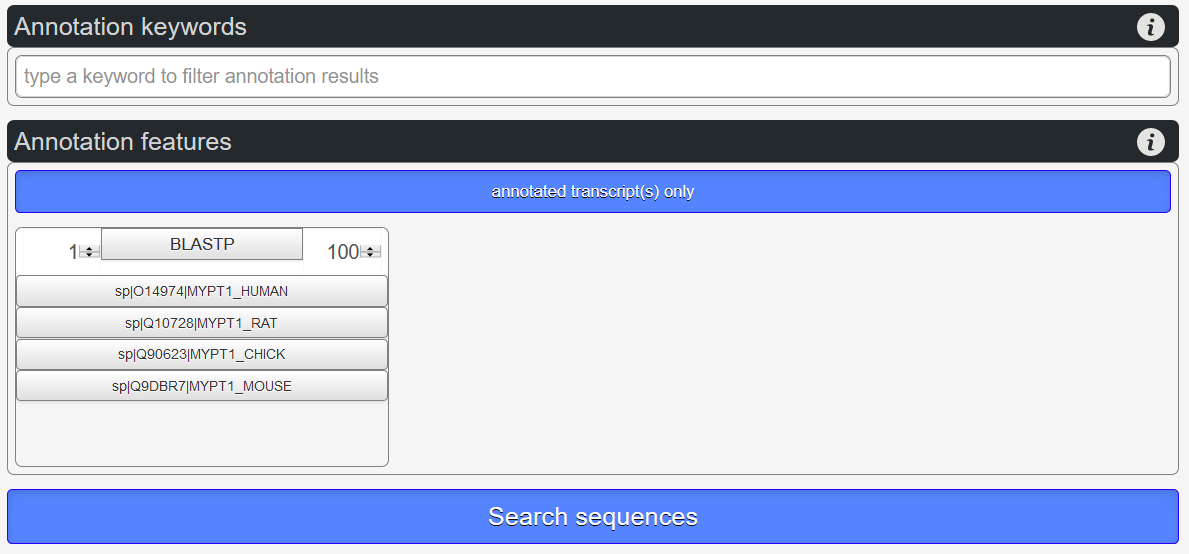 Annotation keywords
type a keyword to filter annotation results
Annotation features
annotated transcript(s) only
1 BLASTP 100
sp|O14974|MYPT1_HUMAN
sp|Q10728|MYPT1_RAT
sp|Q90623|MYPT1_CHICK
sp|Q9DBR7|MYPT1_MOUSE
Search sequences